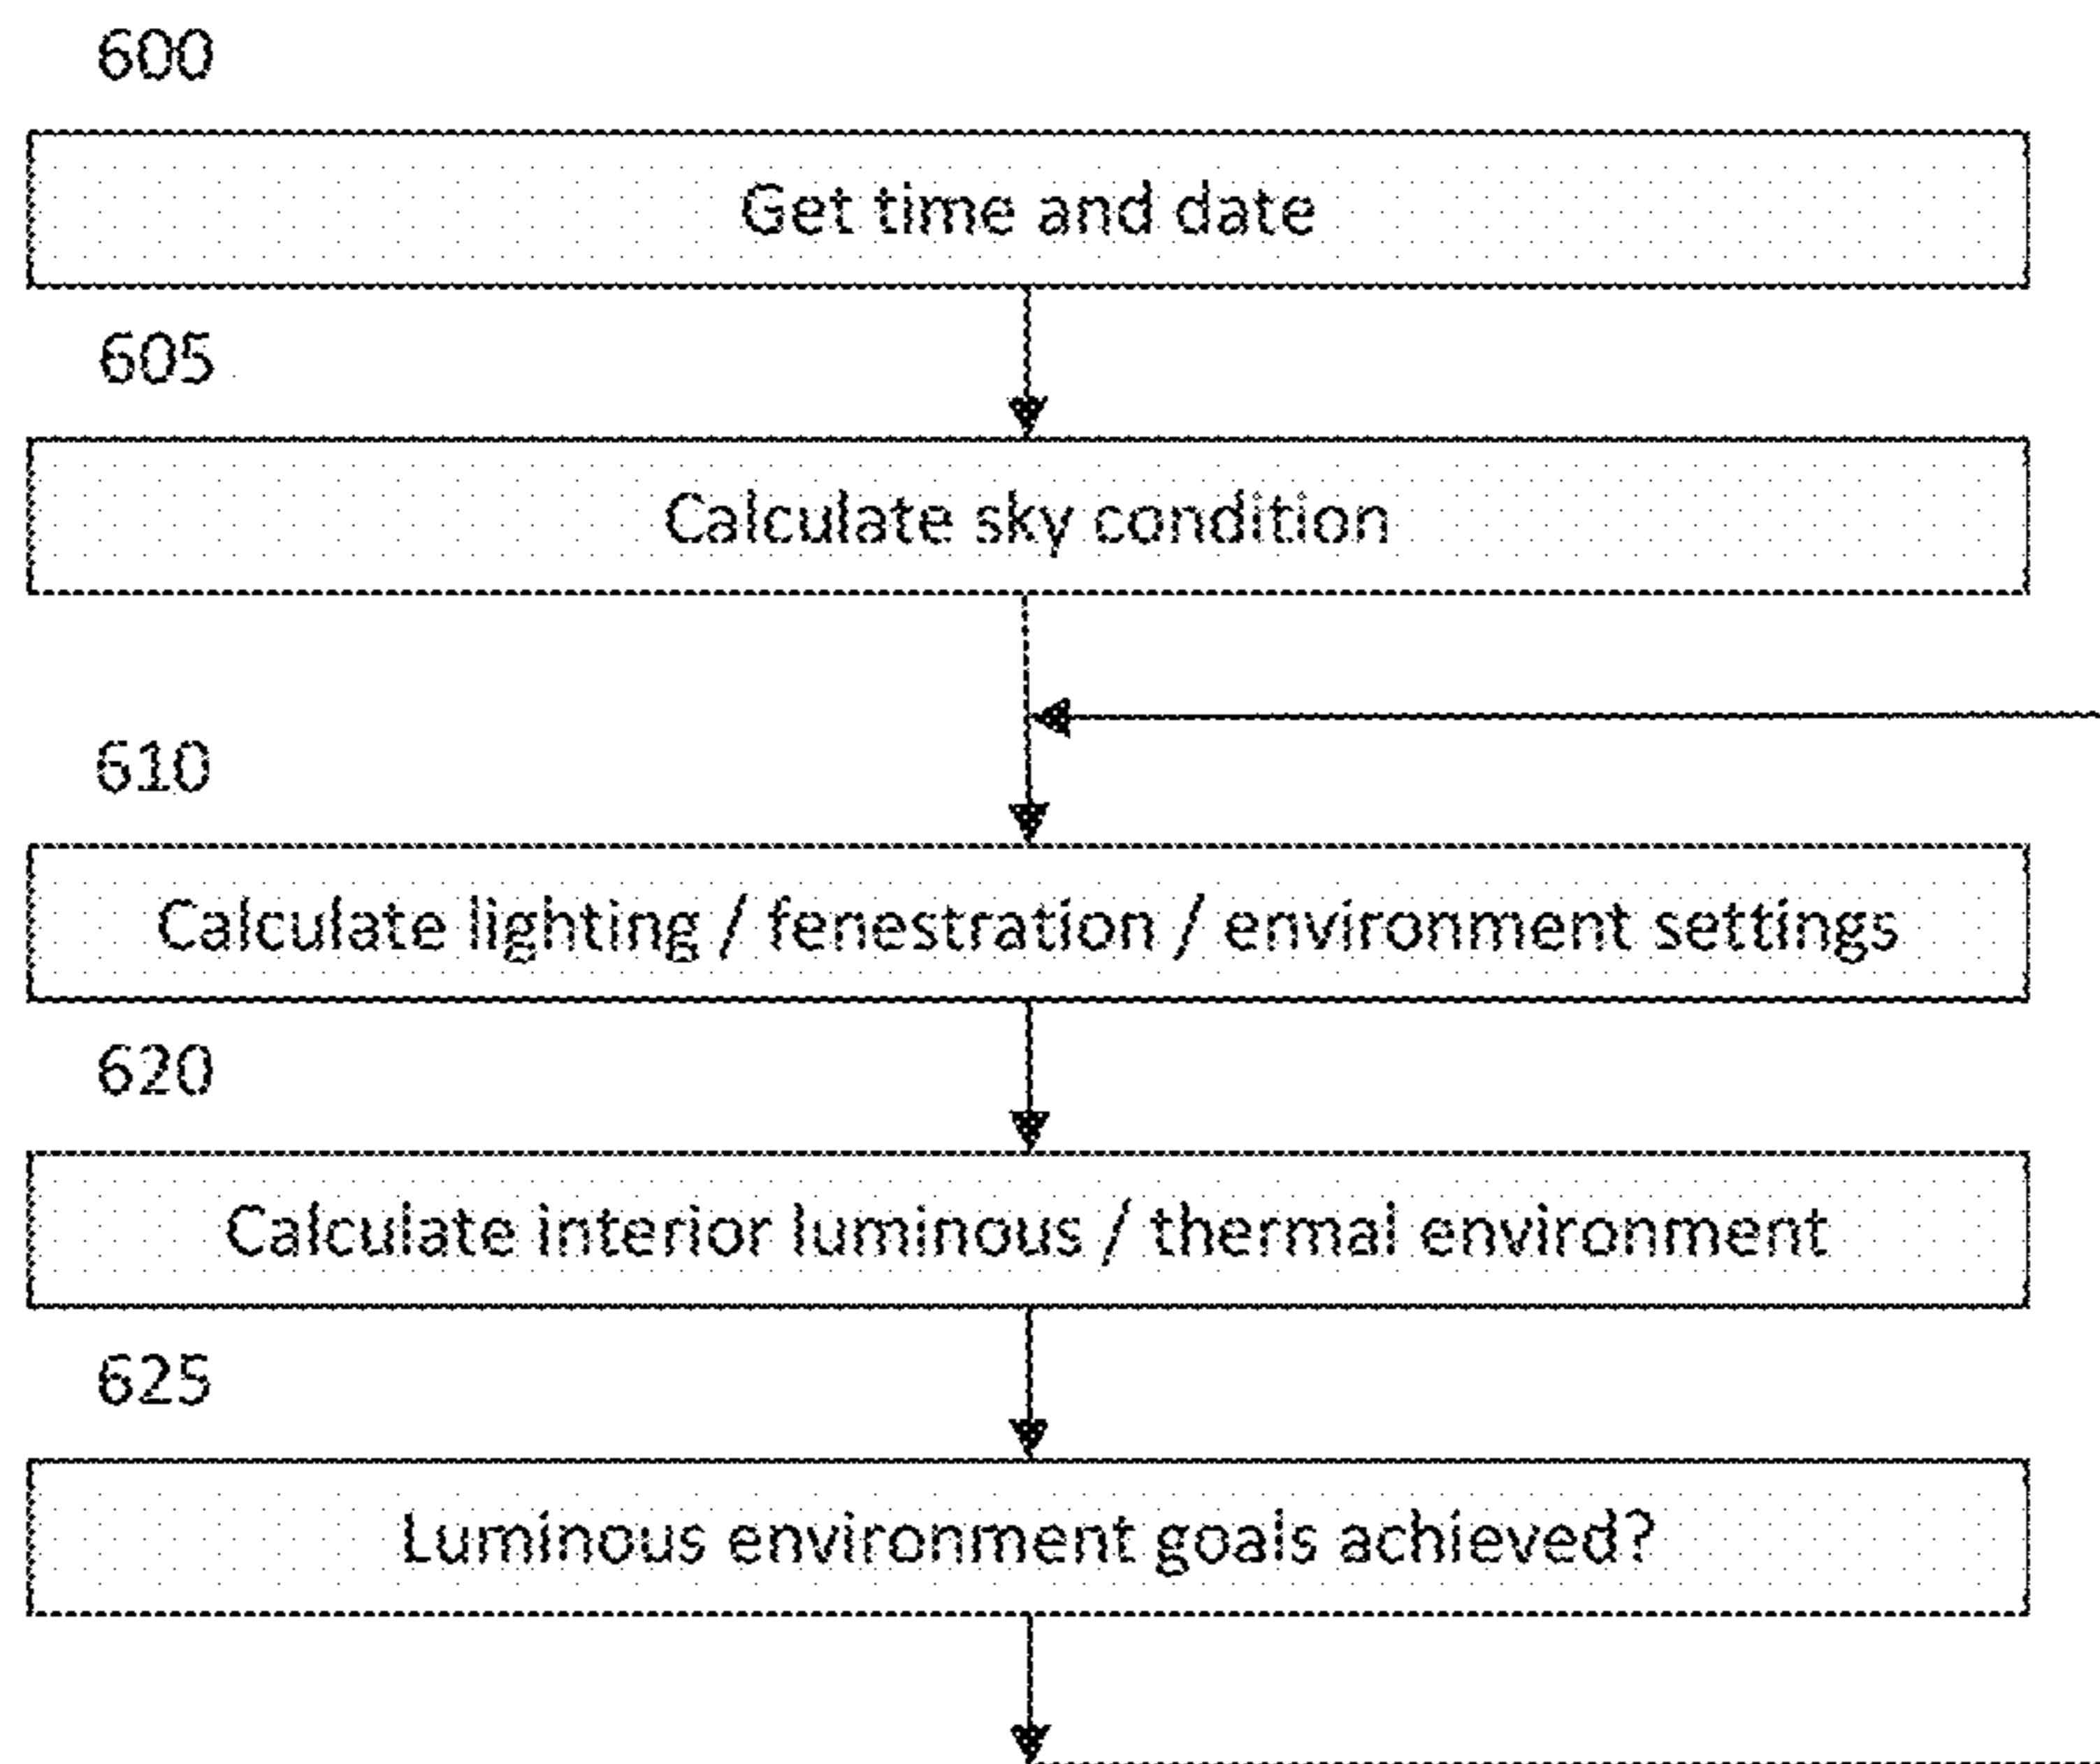 600
Get time and date
605
Calculate sky condition
610
Calculate lighting / fenestration / environment settings
620
Calculate interior luminous / thermal environment
625
Luminous environment goals achieved?